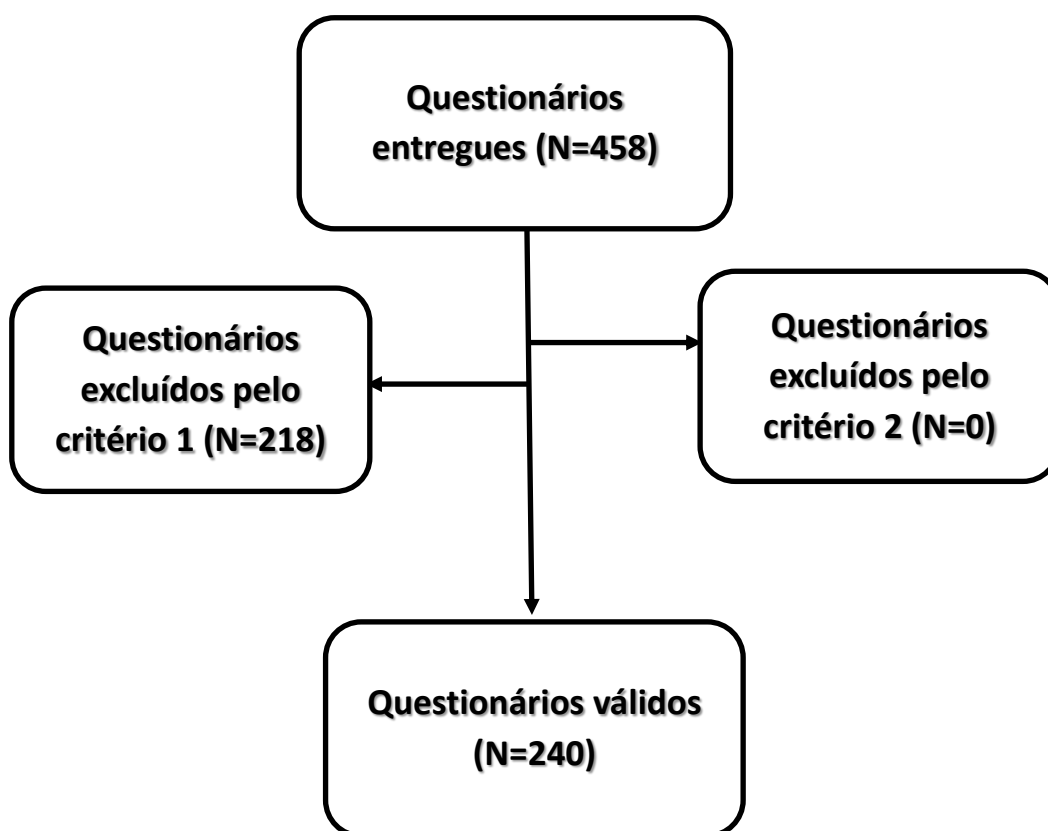 Questionários
entregues (N=458)
Questionários
excluídos pelo
critério 1 (N=218)
Questionários
excluídos pelo
critério 2 (N=0)
Questionários válidos
(N=240)